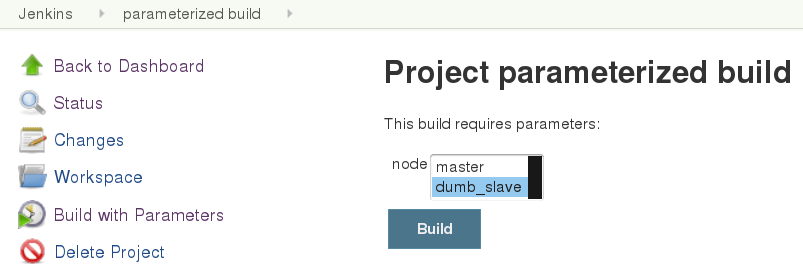 Jenkins parameterized build
Back to Dashboard
Status
Changes
Workspace
Build with Parameters
Delete Project
Project parameterized build
This build requires parameters:
node
master
dumb_slave
Build